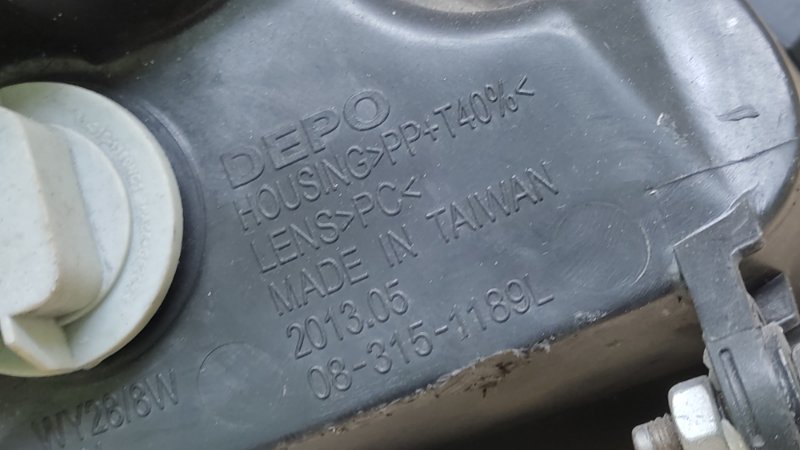 DEPO
HOUSING>PP+T40%<
LENS>PC<
MADE IN TAIWAN
2013.05
08-315-1189L
WY28/8W